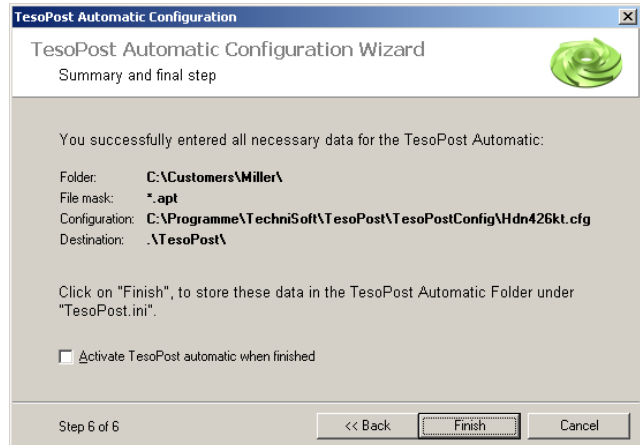 TesoPost Automatic Configuration
TesoPost Automatic Configuration Wizard
Summary and final step
You successfully entered all necessary data for the TesoPost Automatic:
Folder: C:\Customers\Miller\
File mask: *.apt
Configuration: C:\Programme\TechniSoft\TesoPost\TesoPostConfig\Hdn426kt.cfg
Destination: .\TesoPost\
Click on "Finish", to store these data in the TesoPost Automatic Folder under
"TesoPost.ini".
Activate TesoPost automatic when finished
Step 6 of 6 << Back Finish Cancel